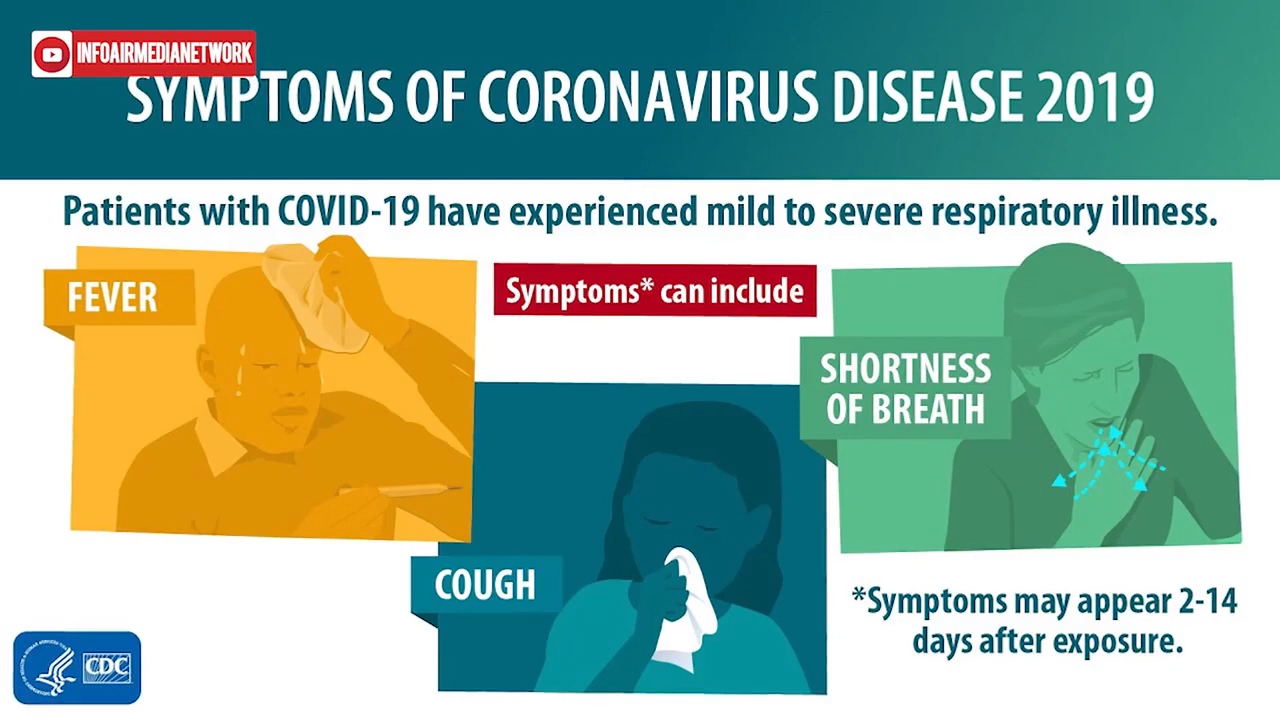 INFOAIRMEDIANETWORK
SYMPTOMS OF CORONAVIRUS DISEASE 2019
Patients with COVID-19 have experienced mild to severe respiratory illness.
Symptoms* can include
FEVER
COUGH
SHORTNESS
OF BREATH
*Symptoms may appear 2-14
days after exposure.
CDC